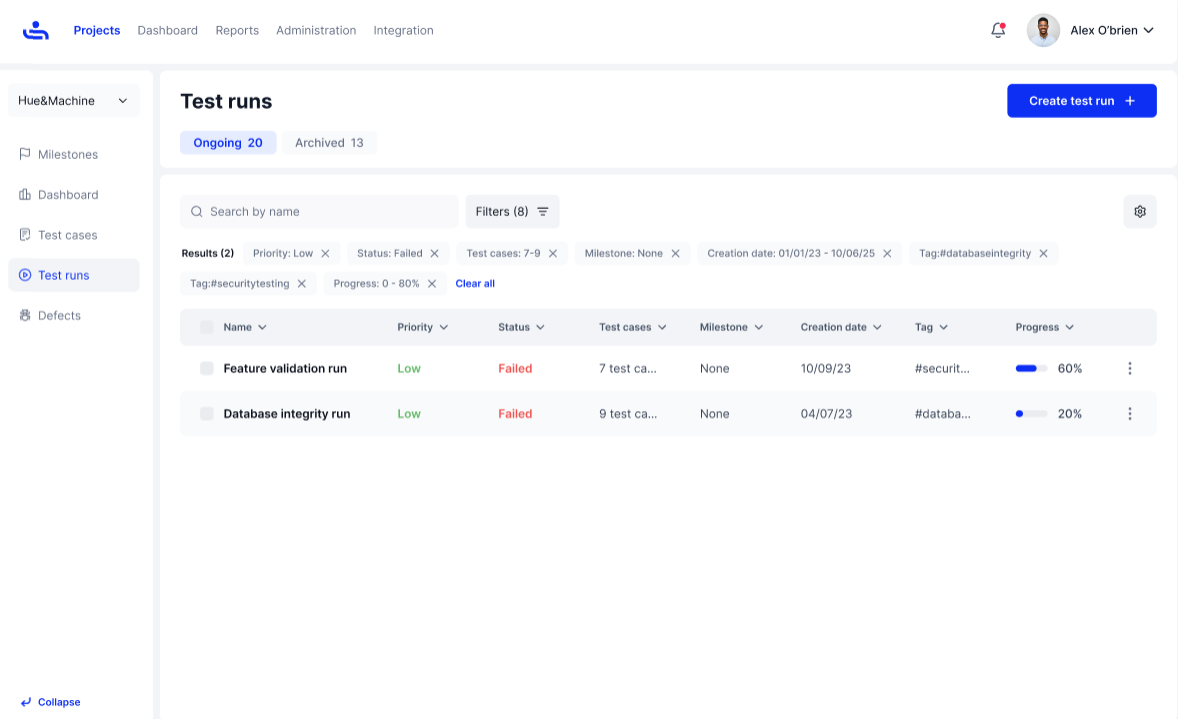 Projects Dashboard Reports Administration Integration Alex O'brien
Hue&Machine
Milestones
Dashboard
Test cases
Test runs
Defects
Collapse
Test runs
Create test run +
Ongoing 20 Archived 13
Search by name Filters (8)
Results (2) Priority: Low Status: Failed Test cases: 7-9 Milestone: None Creation date: 01/01/23 - 10/06/25 Tag:#databaseintegrity
Tag:#securitytesting Progress: 0 - 80% Clear all
Name Priority Status Test cases Milestone Creation date Tag Progress
Feature validation run Low Failed 7 test ca... None 10/09/23 #securit... 60%
Database integrity run Low Failed 9 test ca... None 04/07/23 #databa... 20%